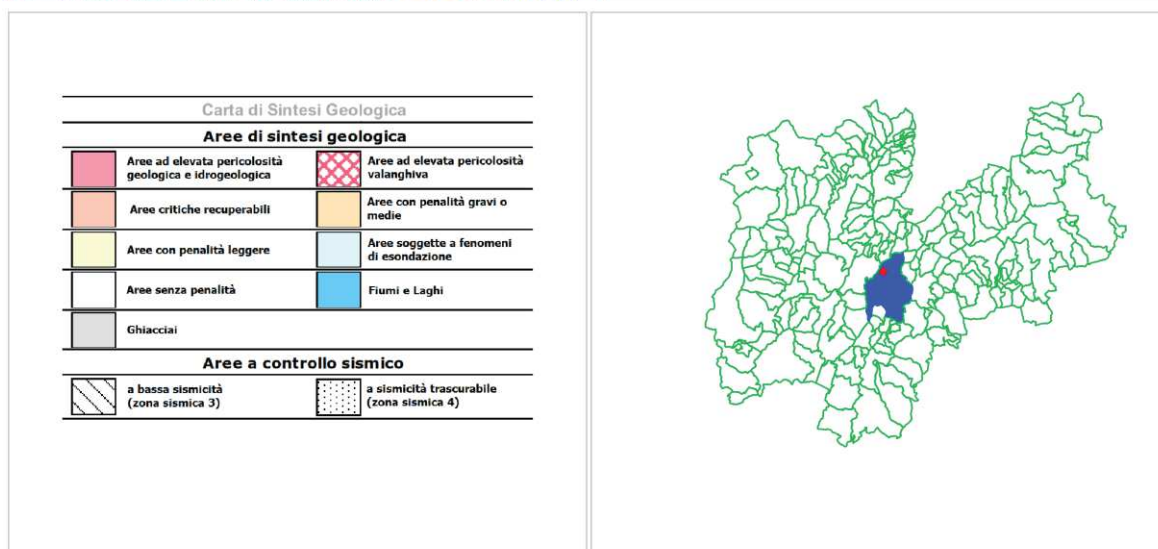 Carta di Sintesi Geologica
Aree di sintesi geologica
Aree ad elevata pericolosità
geologica e idrogeologica
Aree ad elevata pericolosità
valanghiva
Aree critiche recuperabili
Aree con penalità gravi o
medie
Aree con penalità leggere
Aree soggette a fenomeni
di esondazione
Aree senza penalità
Fiumi e Laghi
Ghiacciai
Aree a controllo sismico
a bassa sismicità
(zona sismica 3)
a sismicità trascurabile
(zona sismica 4)